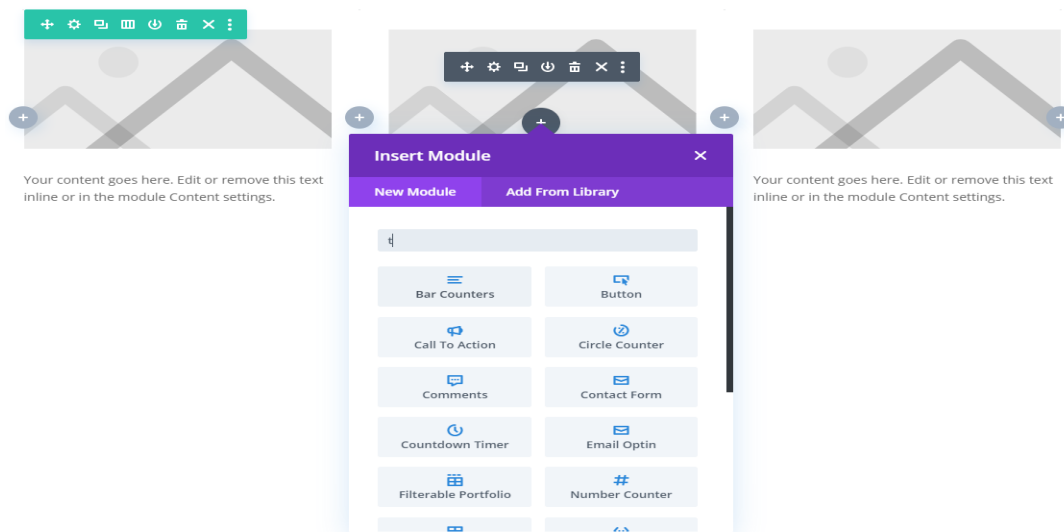 Your content goes here. Edit or remove this text
inline or in the module Content settings.
Your content goes here. Edit or remove this text
inline or in the module Content settings.
Insert Module
New Module
Add From Library
t
Bar Counters
Button
Call To Action
Circle Counter
Comments
Contact Form
Countdown Timer
Email Optin
Filterable Portfolio
Number Counter